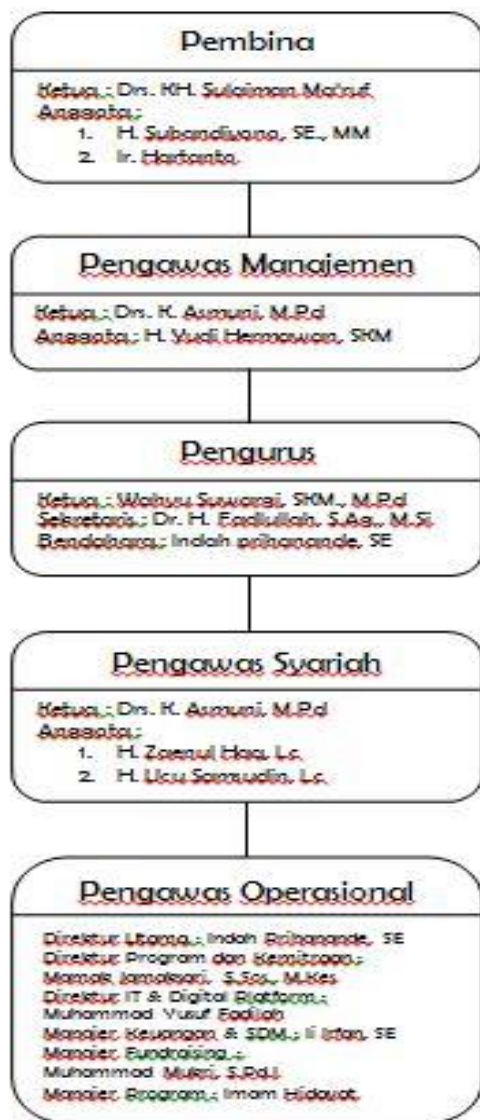 Pembina
Ketua : Drs. KH. Sulaiman Ma'ruf
Anggota :
1. H. Subandiyono, SE., MM
2. Ir. Hartanto
Pengawas Manajemen
Ketua : Drs. K. Asmuni, M.Pd
Anggota : H. Yudi Hermawan, SKM
Pengurus
Ketua : Wahyu Suwarsi, SKM., M.Pd
Sekretaris : Dr. H. Fadlullah, S.Ag., M.Si
Bendahara : Indah prihanande, SE
Pengawas Syariah
Ketua : Drs. K. Asmuni, M.Pd
Anggota :
1. H. Zaenul Haq, Lc
2. H. Ucu Samsudin, Lc.
Pengawas Operasional
Direktur Utama : Indah Prihanande, SE
Direktur Program dan Kemitraan :
Mamak Jamaksari, S.Sos., M.Kes
Direktur IT & Digital Platform :
Muhammad Yusuf Fadilah
Manajer Keuangan & SDM : Ii Irfan, SE
Manajer Fundraising :
Muhammad Mukri, S.Pd.I
Manajer Program : Imam Hidayat